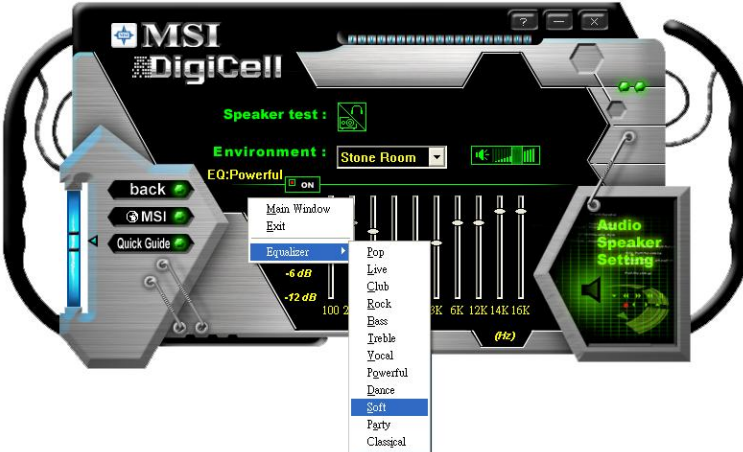 ? — X
MSI
DigiCell
Speaker test :
Environment : Stone Room
EQ:Powerful
ON
back
MSI
Quick Guide
Main Window
Exit
Equalizer
Pop
Live
Club
Rock
Bass
Treble
Vocal
Powerful
Dance
Soft
Party
Classical
-6 dB
-12 dB
100 6K 12K 14K 16K
(Hz)
Audio
Speaker
Setting